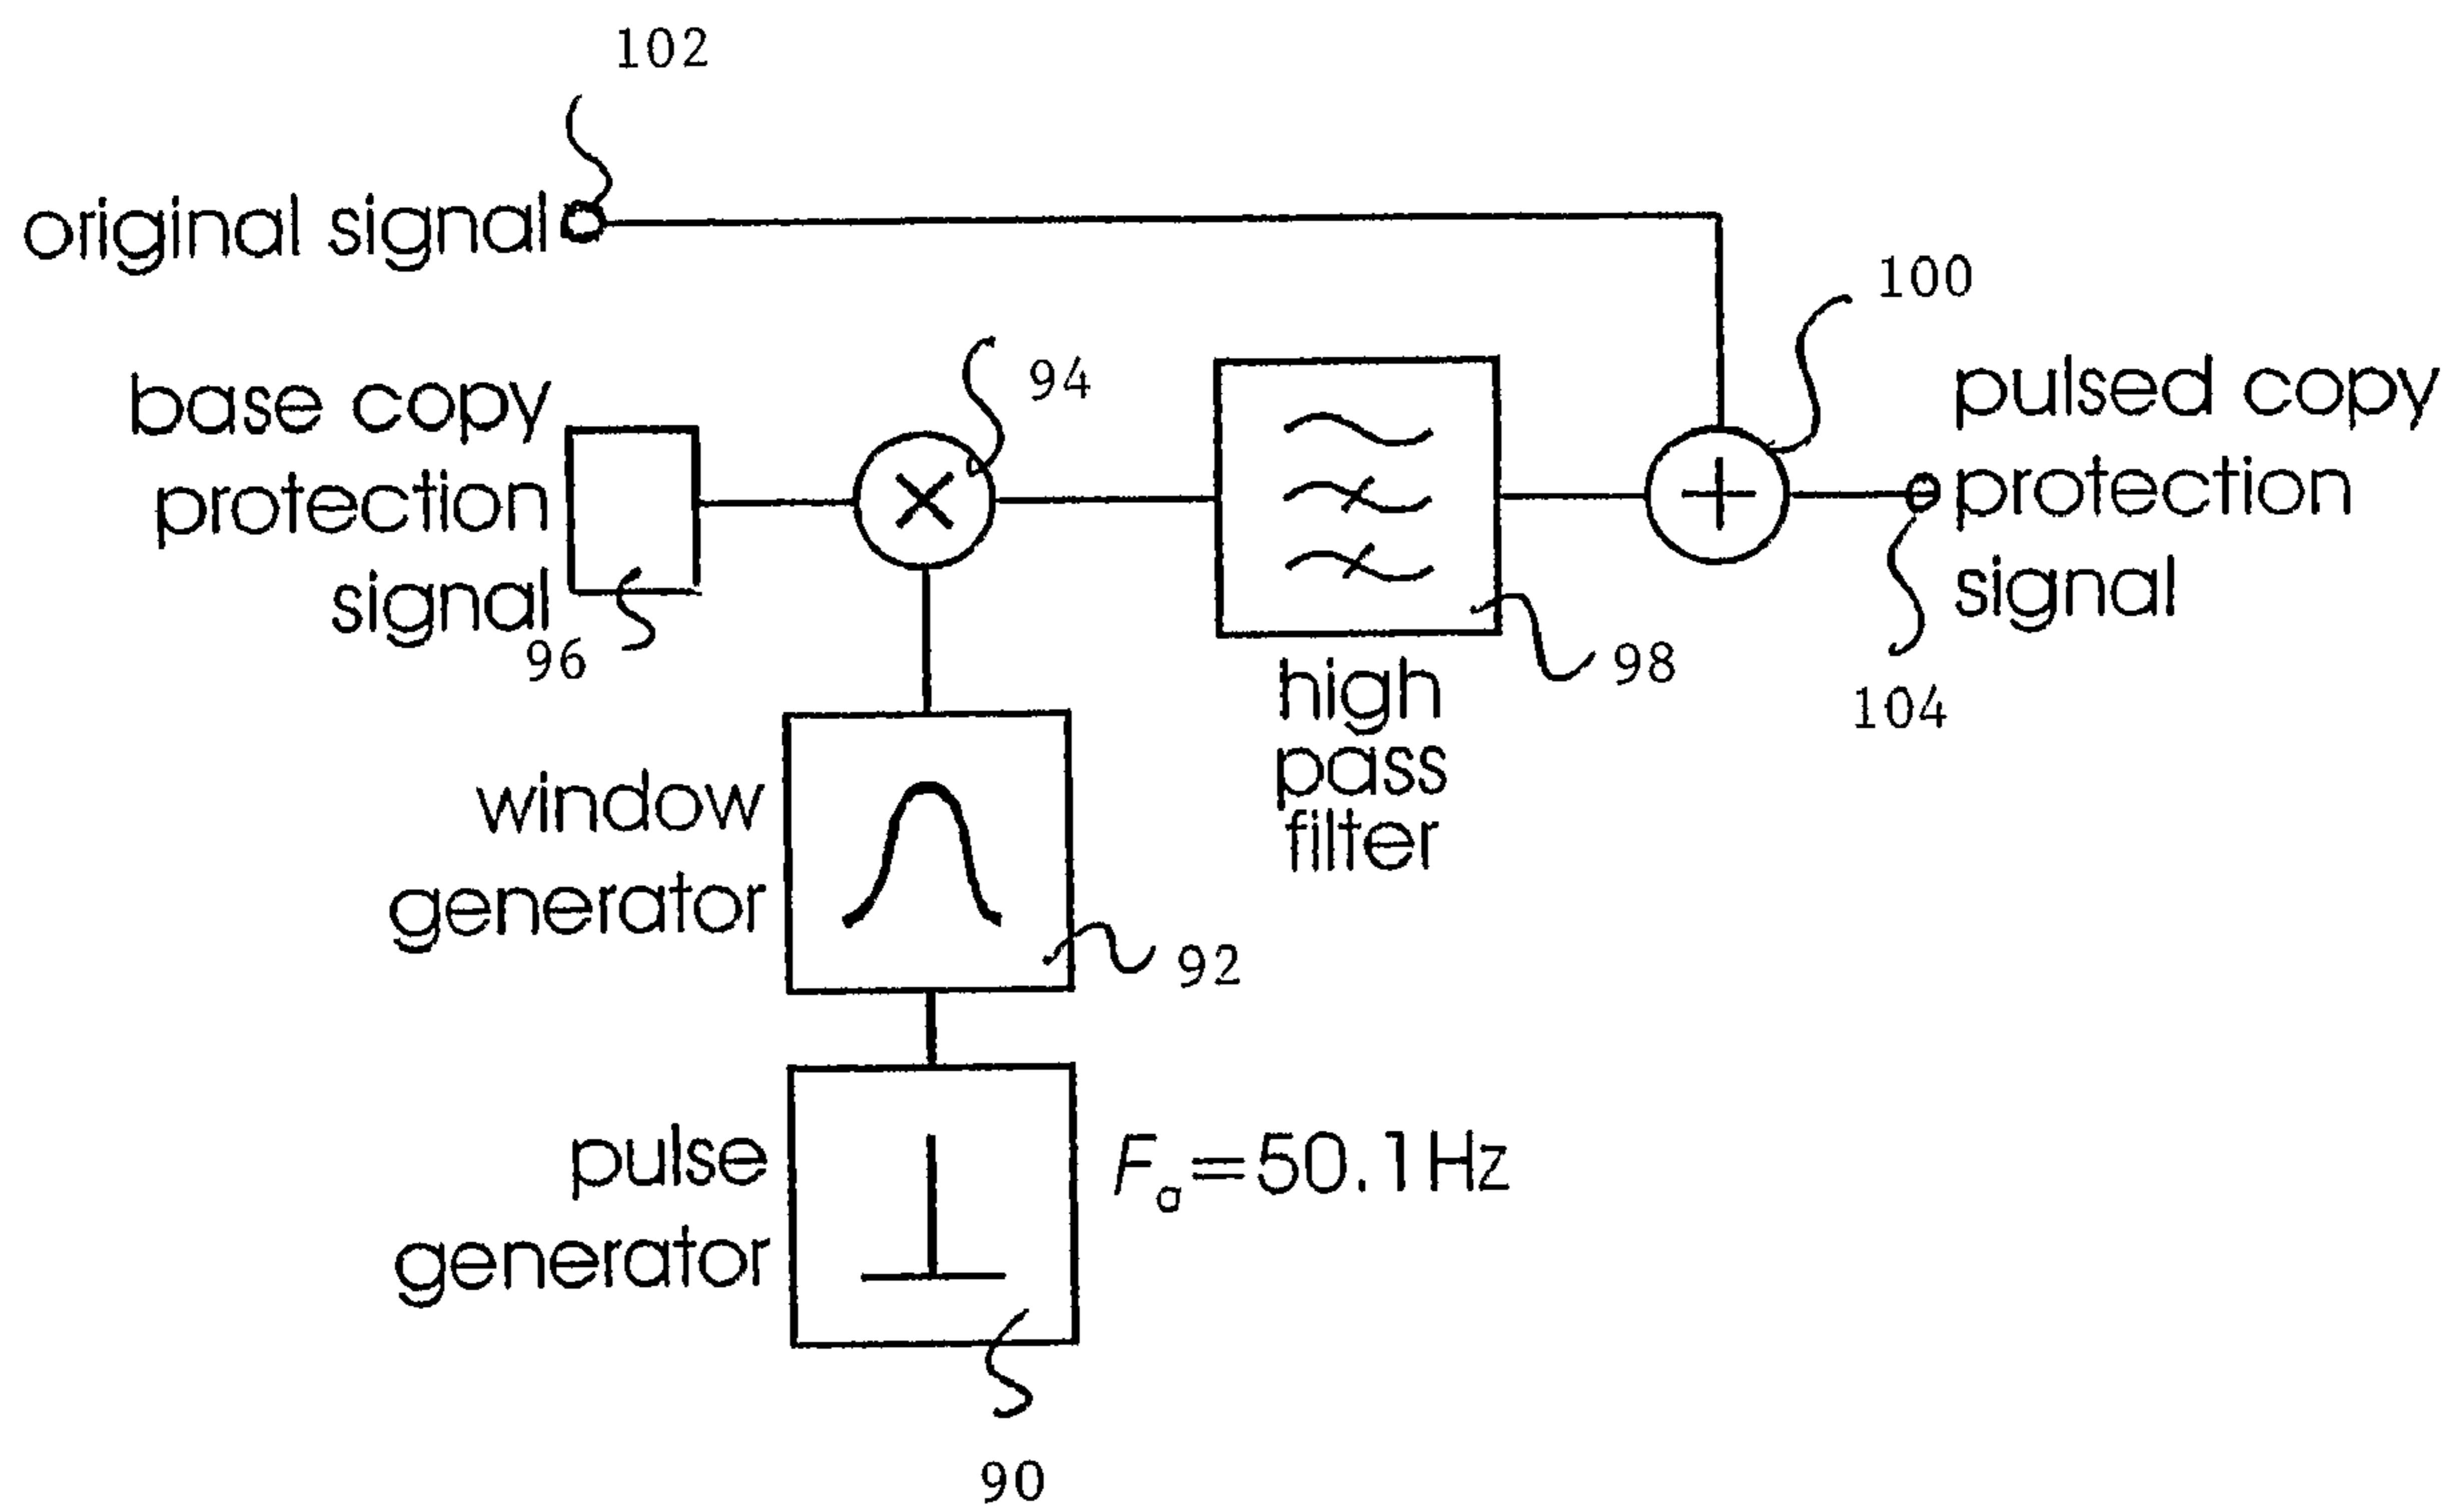 102
original signal
100
base copy
protection
signal
96
94
pulsed copy
protection
signal
104
high
pass
filter
98
window
generator
92
pulse
generator
Fa=50.1Hz
90